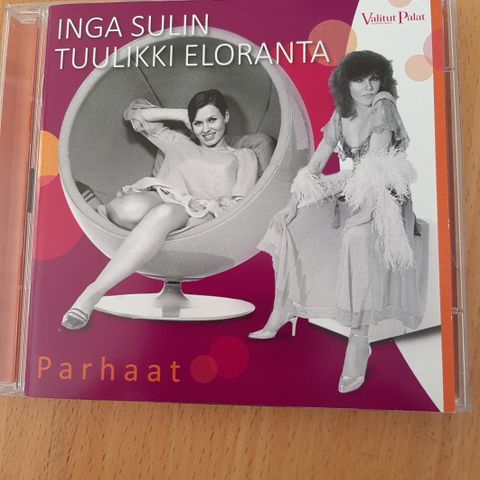 INGA SULIN
TUULIKKI ELORANTA
Valitut Palat
Parhaat